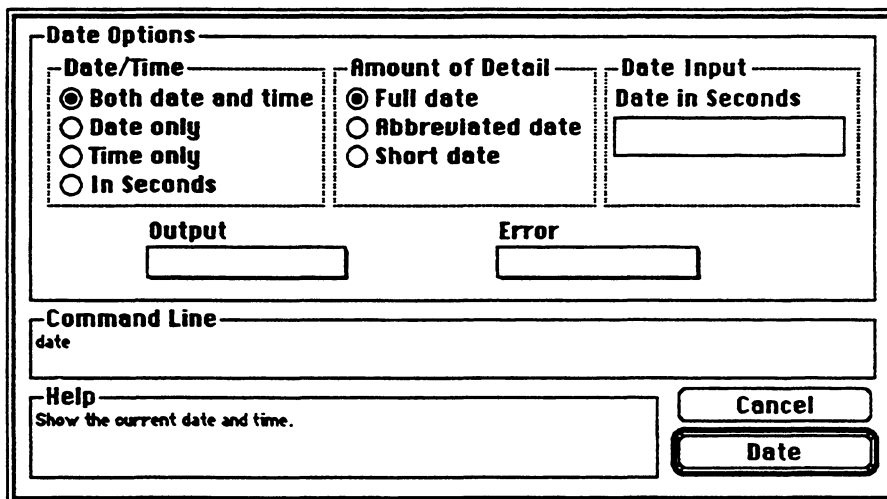 Date Options
Date/Time
Both date and time
Date only
Time only
In Seconds
Amount of Detail
Full date
Abbreviated date
Short date
Date Input
Date in Seconds
Output
Error
Command Line
date
Help
Show the current date and time.
Cancel
Date